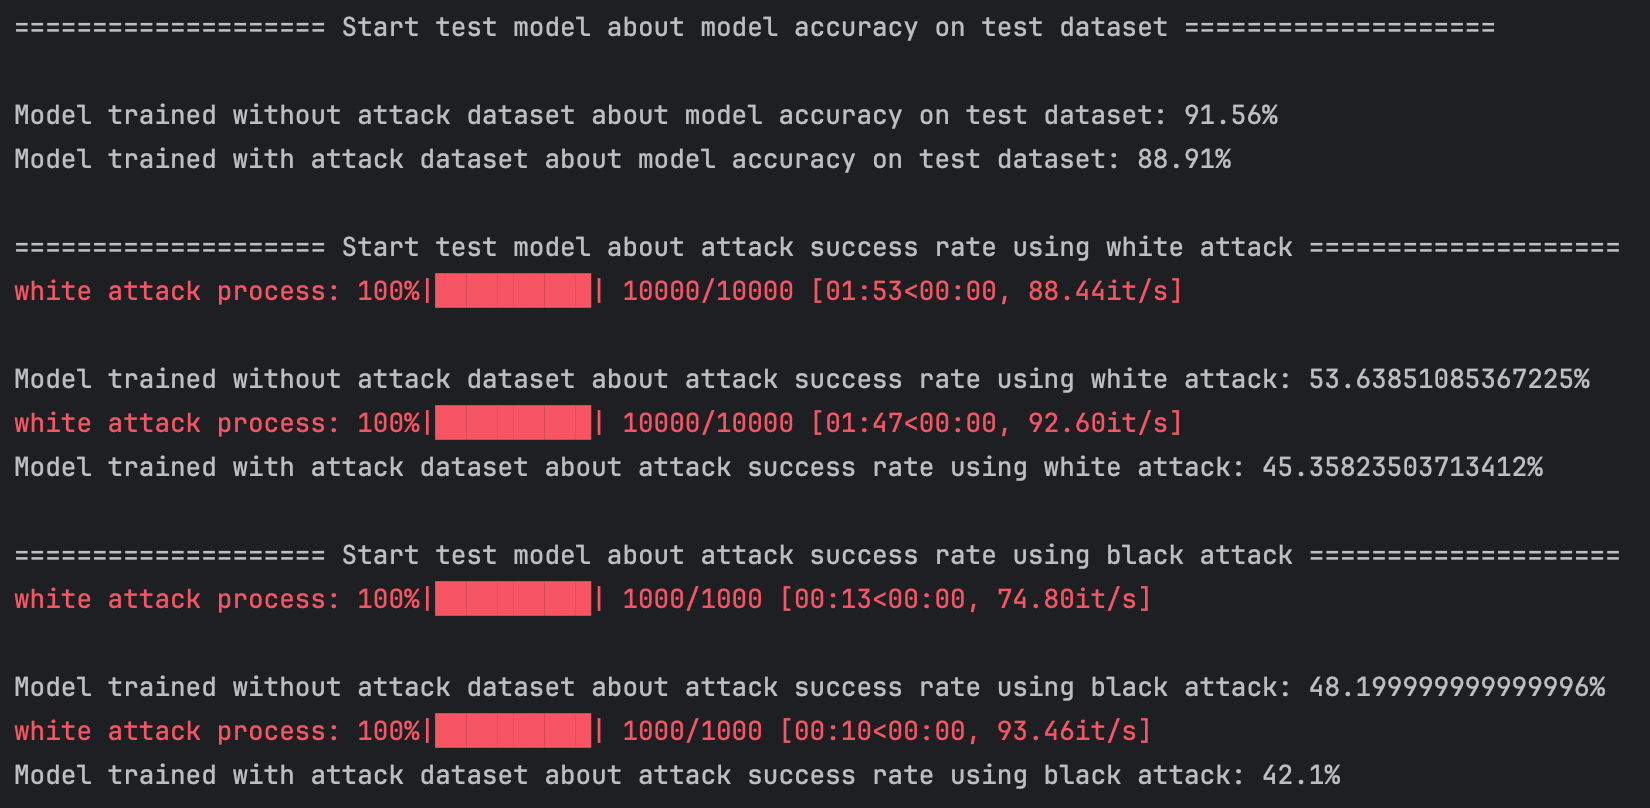 ==================== Start test model about model accuracy on test dataset ====================
Model trained without attack dataset about model accuracy on test dataset: 91.56%
Model trained with attack dataset about model accuracy on test dataset: 88.91%
==================== Start test model about attack success rate using white attack ====================
white attack process: 100%|██████████| 10000/10000 [01:53<00:00, 88.44it/s]
Model trained without attack dataset about attack success rate using white attack: 53.63851085367225%
white attack process: 100%|██████████| 10000/10000 [01:47<00:00, 92.60it/s]
Model trained with attack dataset about attack success rate using white attack: 45.35823503713412%
==================== Start test model about attack success rate using black attack ====================
white attack process: 100%|██████████| 1000/1000 [00:13<00:00, 74.80it/s]
Model trained without attack dataset about attack success rate using black attack: 48.199999999999996%
white attack process: 100%|██████████| 1000/1000 [00:10<00:00, 93.46it/s]
Model trained with attack dataset about attack success rate using black attack: 42.1%